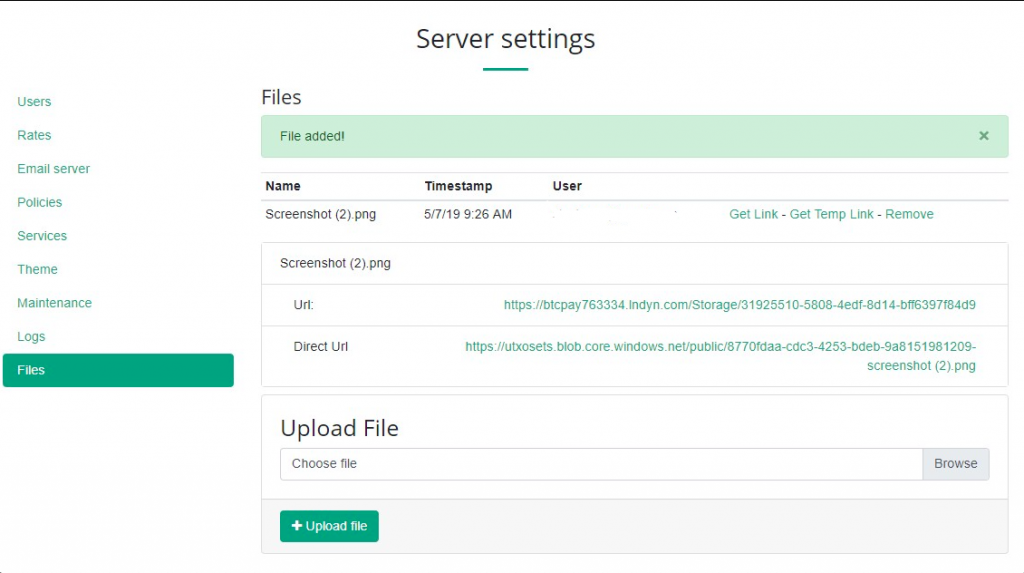 Server settings
Users
Rates
Email server
Policies
Services
Theme
Maintenance
Logs
Files
Files
File added!
×
Name Timestamp User
Screenshot (2).png 5/7/19 9:26 AM Get Link - Get Temp Link - Remove
Screenshot (2).png
Url: https://btcpay763334.lndyn.com/Storage/31925510-5808-4edf-8d14-bff6397f84d9
Direct Url https://utxosets.blob.core.windows.net/public/8770fdaa-cdc3-4253-bdeb-9a8151981209-
screenshot (2).png
Upload File
Choose file Browse
+ Upload file